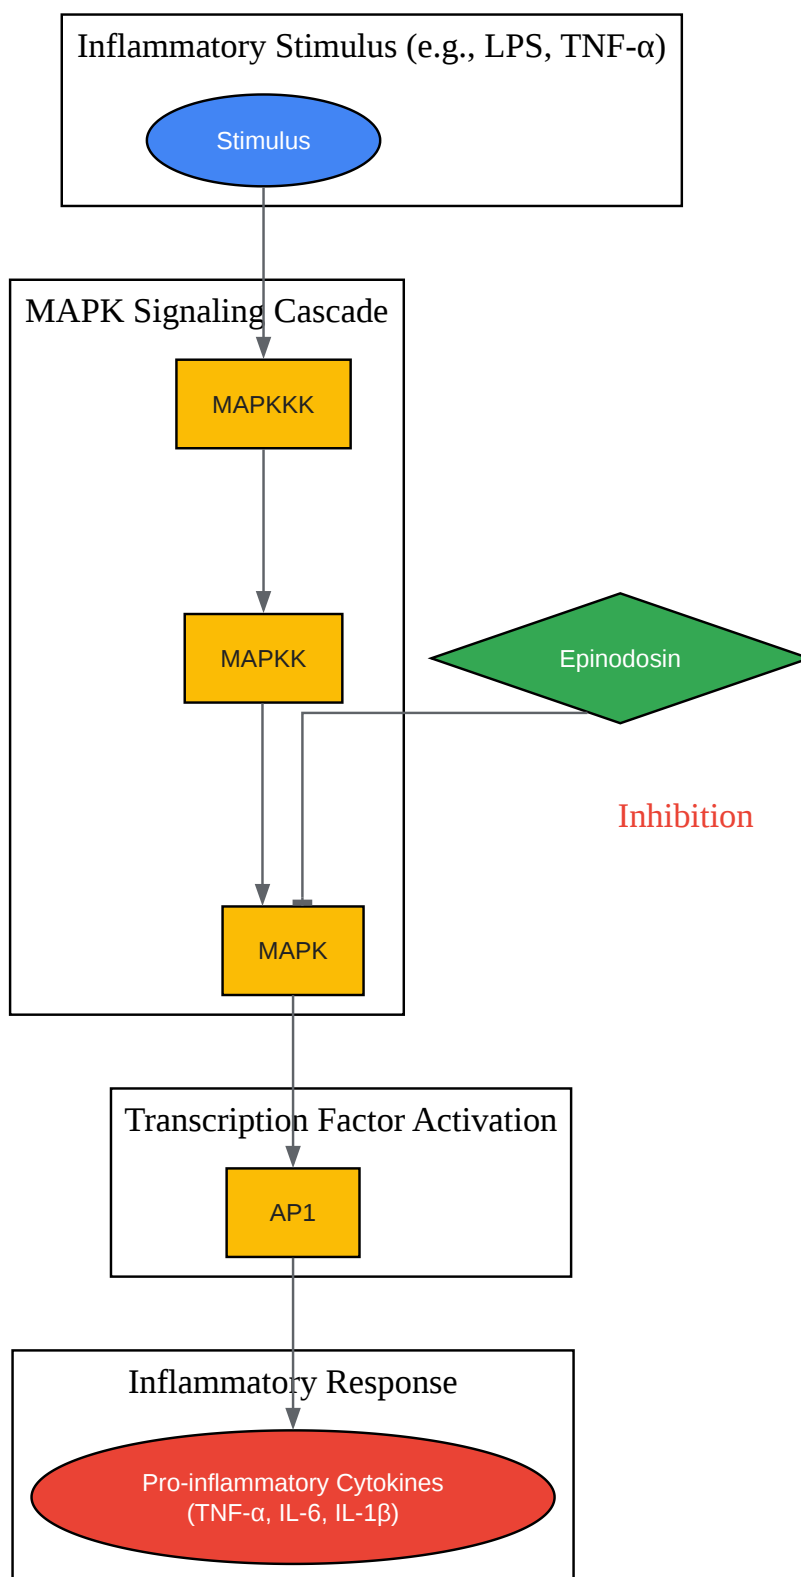 Inflammatory Stimulus (e.g., LPS, TNF-α)
Stimulus
MAPK Signaling Cascade
MAPKKK
MAPKK
Epinodosin
Inhibition
MAPK
Transcription Factor Activation
AP1
Inflammatory Response
Pro-inflammatory Cytokines
(TNF-α, IL-6, IL-1β)